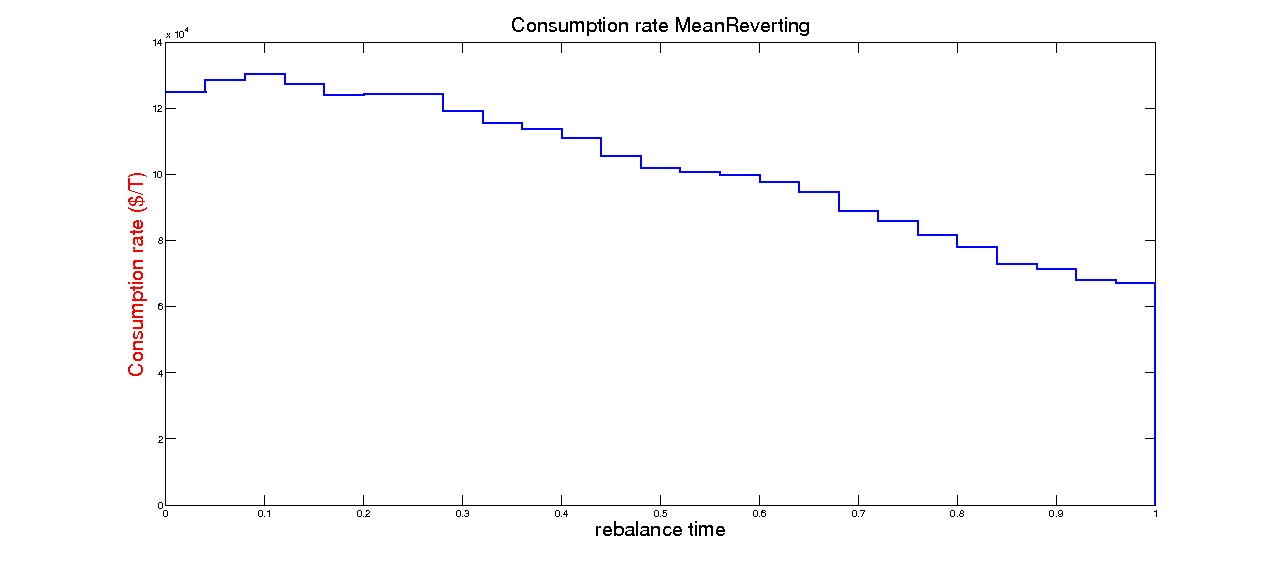 Consumption rate MeanReverting
x 10^4
14
12
10
8
6
4
2
0
Consumption rate ($/T)
0 0.1 0.2 0.3 0.4 0.5 0.6 0.7 0.8 0.9 1
rebalance time